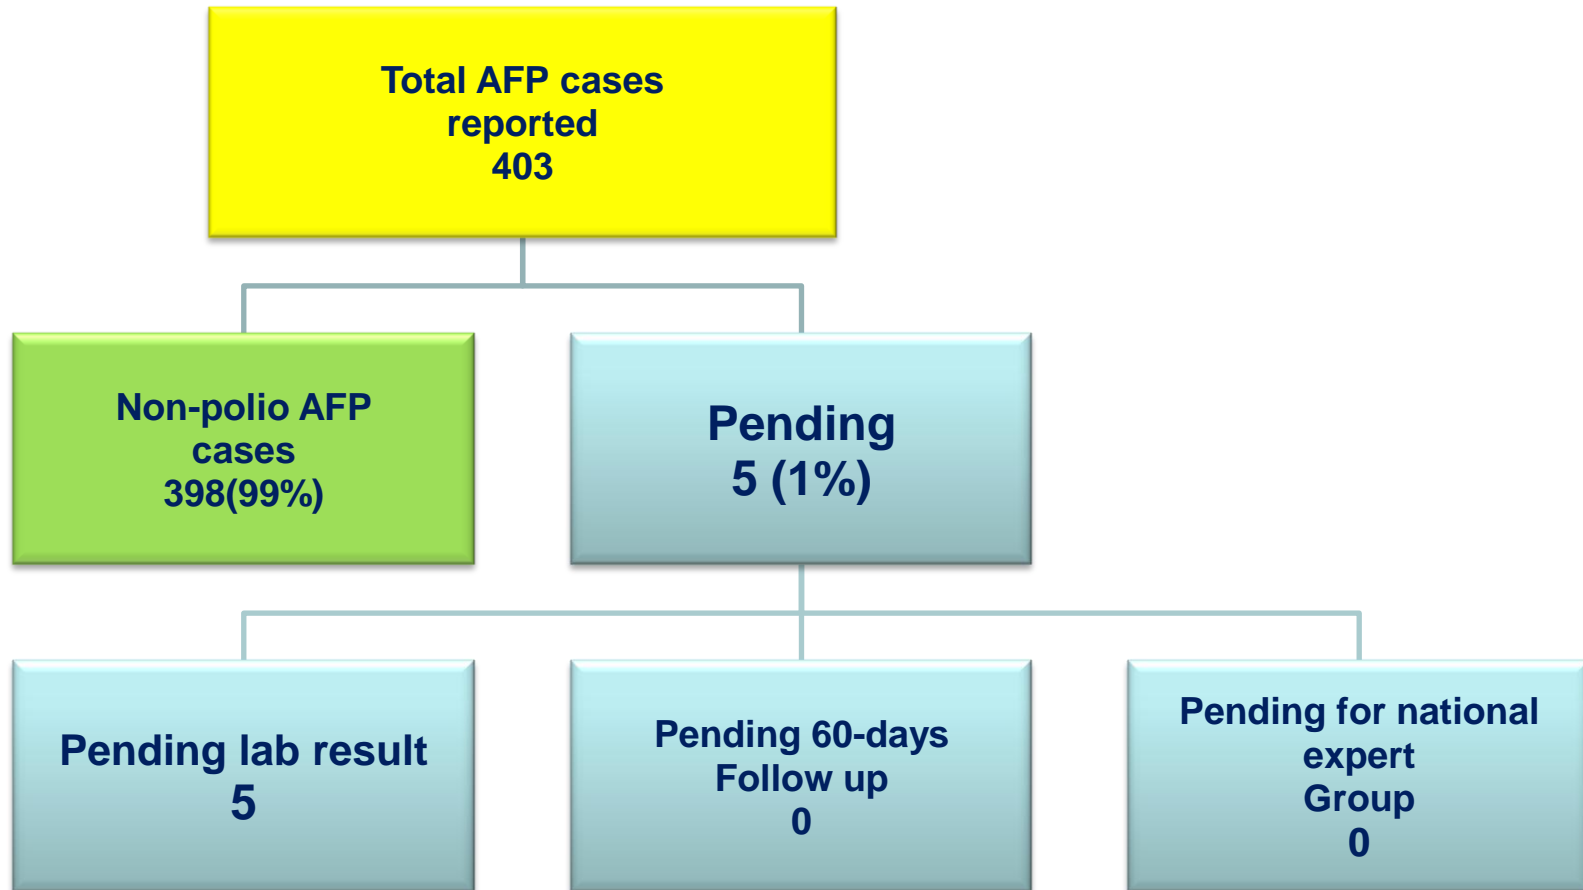 Total AFP cases
reported
403
Non-polio AFP
cases
398(99%)
Pending
5 (1%)
Pending lab result
5
Pending 60-days
Follow up
0
Pending for national
expert
Group
0